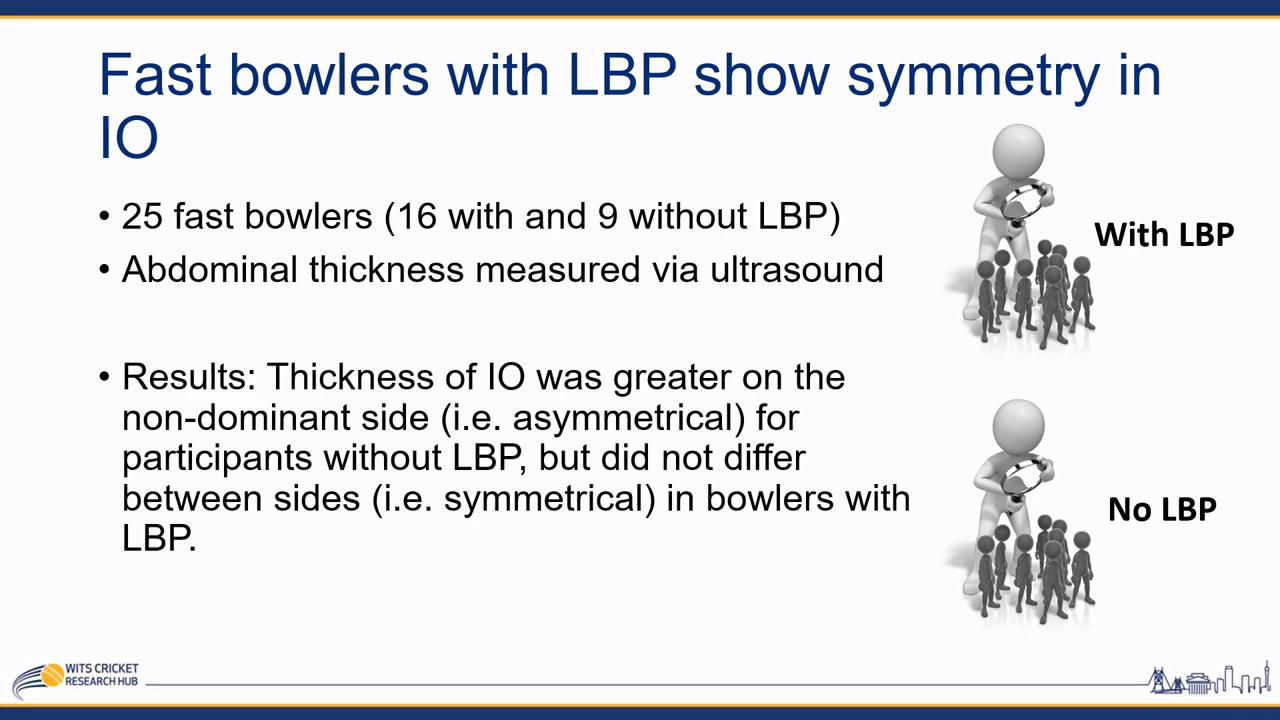 Fast bowlers with LBP show symmetry in
IO
• 25 fast bowlers (16 with and 9 without LBP)
• Abdominal thickness measured via ultrasound
• Results: Thickness of IO was greater on the
non-dominant side (i.e. asymmetrical) for
participants without LBP, but did not differ
between sides (i.e. symmetrical) in bowlers with
LBP.
With LBP
No LBP
WITS CRICKET
RESEARCH HUB